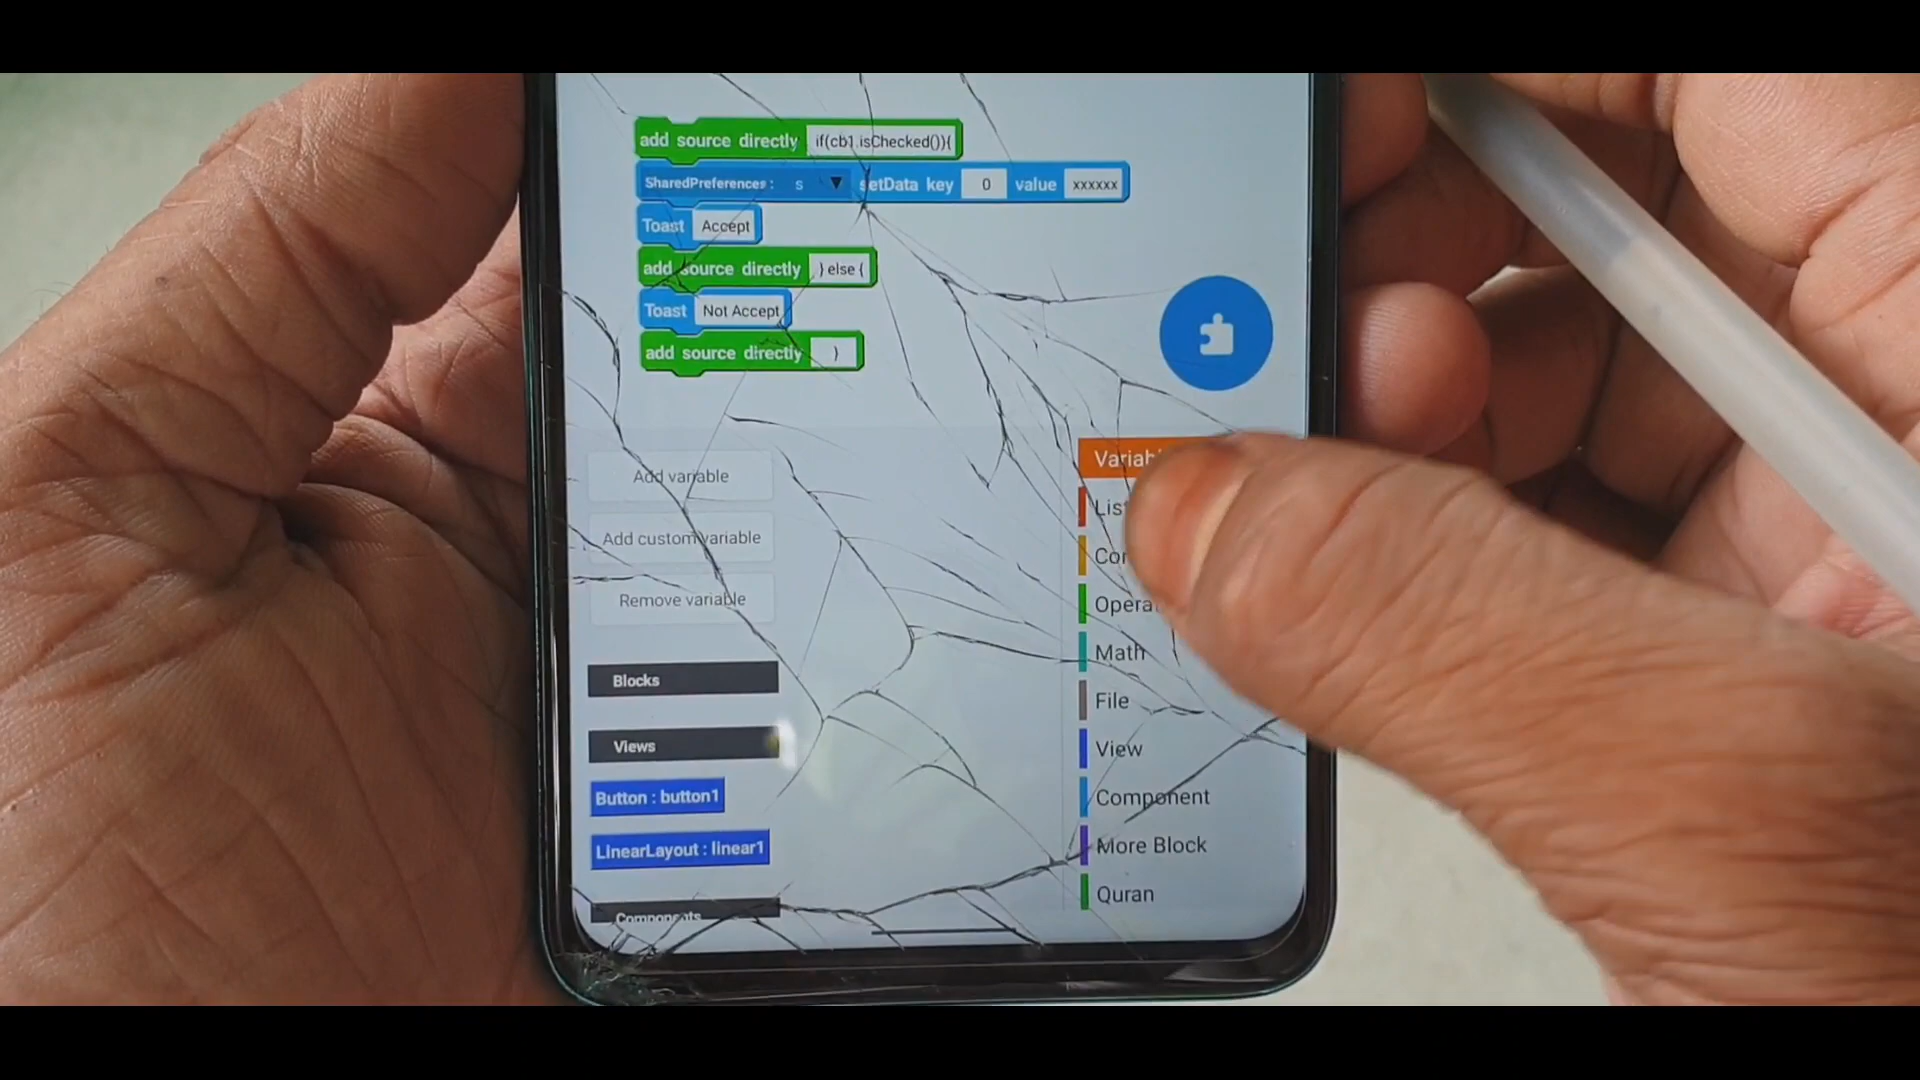 add source directly if(cb1.isChecked()){
SharedPreferences : s setData key 0 value xxxxxx
Toast Accept
add source directly } else {
Toast Not Accept
add source directly }
Add variable
Add custom variable
Remove variable
Blocks
Views
Button : button1
LinearLayout : linear1
Components
Math
File
View
Component
More Block
Quran